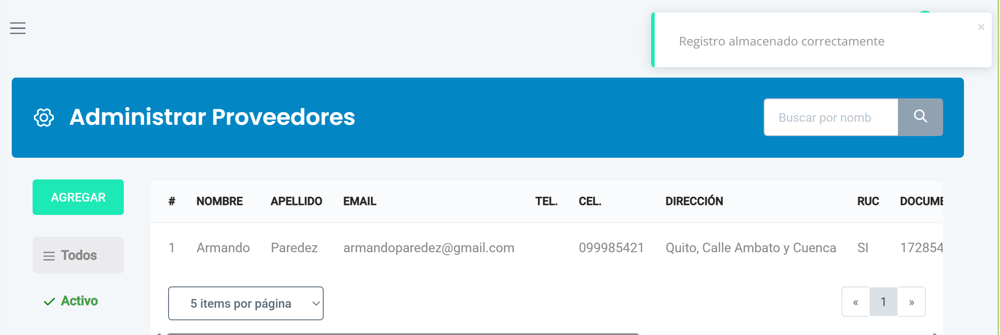 Registro almacenado correctamente
×
Administrar Proveedores
Buscar por nomb
AGREGAR
Todos
Activo
# NOMBRE APELLIDO EMAIL TEL. CEL. DIRECCIÓN RUC DOCUME
1 Armando Paredez armandoparedez@gmail.com 099985421 Quito, Calle Ambato y Cuenca SI 172854
5 items por página
« 1 »